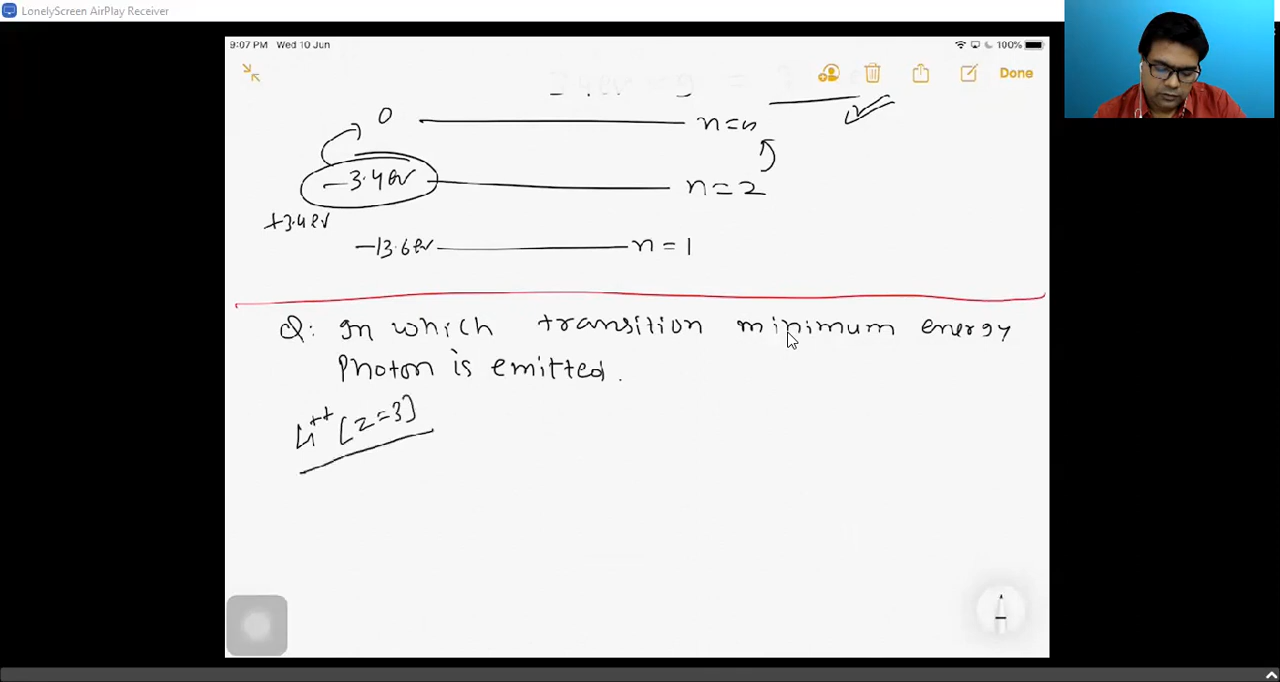 LonelyScreen AirPlay Receiver
9:07 PM Wed 10 Jun
100%
Done
0 n=∞
-3.4eV n=2
+3.4eV
-13.6eV n=1
Q: In which transition minimum energy
Photon is emitted.
Li++ [z=3]